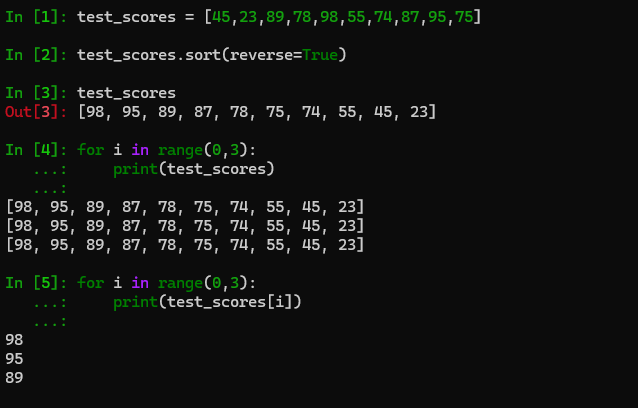 In [1]: test_scores = [45,23,89,78,98,55,74,87,95,75]
In [2]: test_scores.sort(reverse=True)
In [3]: test_scores
Out[3]: [98, 95, 89, 87, 78, 75, 74, 55, 45, 23]
In [4]: for i in range(0,3):
   ...:     print(test_scores)
   ...:
[98, 95, 89, 87, 78, 75, 74, 55, 45, 23]
[98, 95, 89, 87, 78, 75, 74, 55, 45, 23]
[98, 95, 89, 87, 78, 75, 74, 55, 45, 23]
In [5]: for i in range(0,3):
   ...:     print(test_scores[i])
   ...:
98
95
89